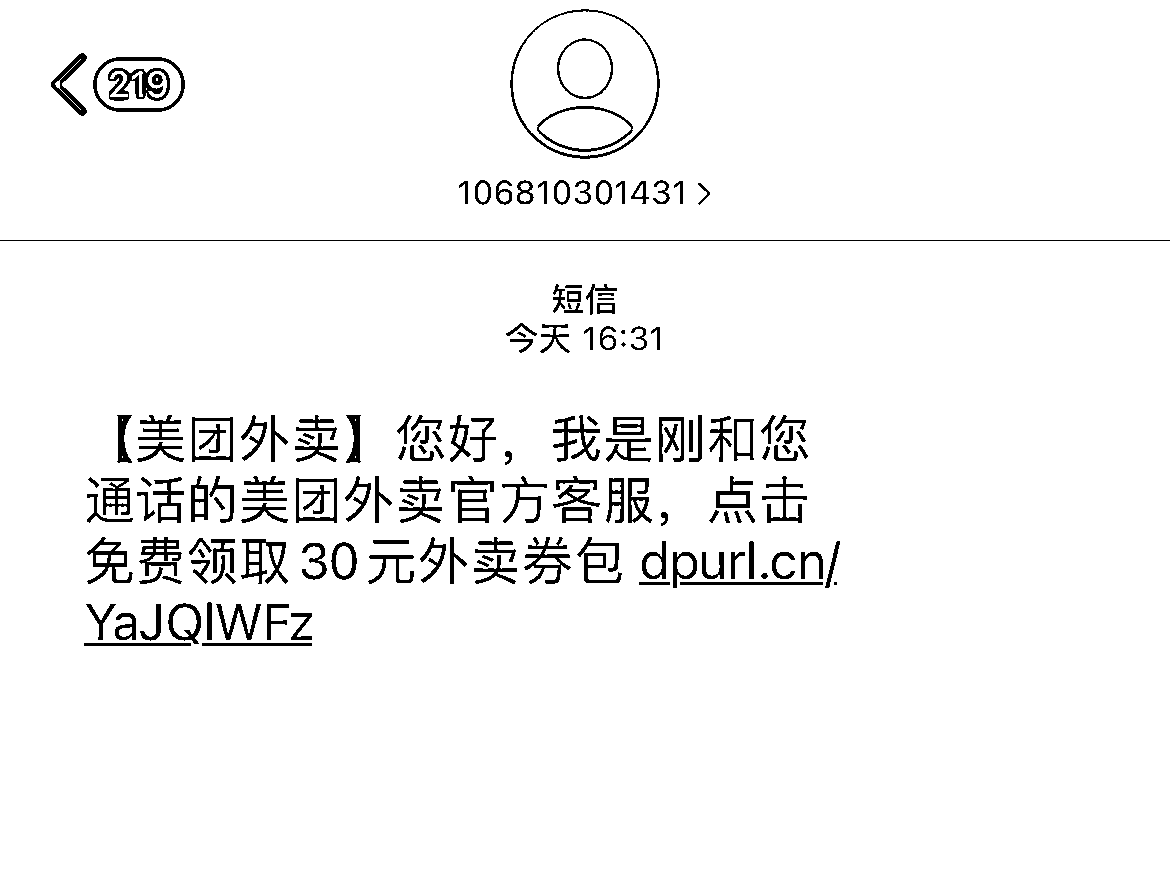 219
106810301431 >
短信
今天 16:31
【美团外卖】您好，我是刚和您
通话的美团外卖官方客服，点击
免费领取30元外卖券包 dpurl.cn/
YaJQlWFz